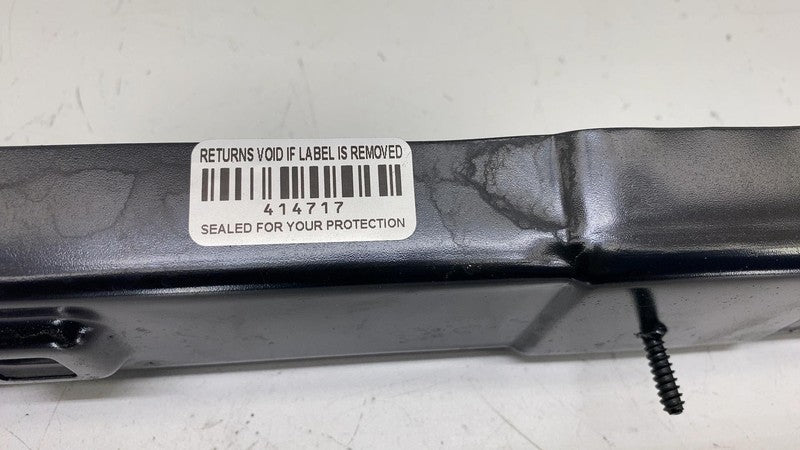 RETURNS VOID IF LABEL IS REMOVED
414717
SEALED FOR YOUR PROTECTION